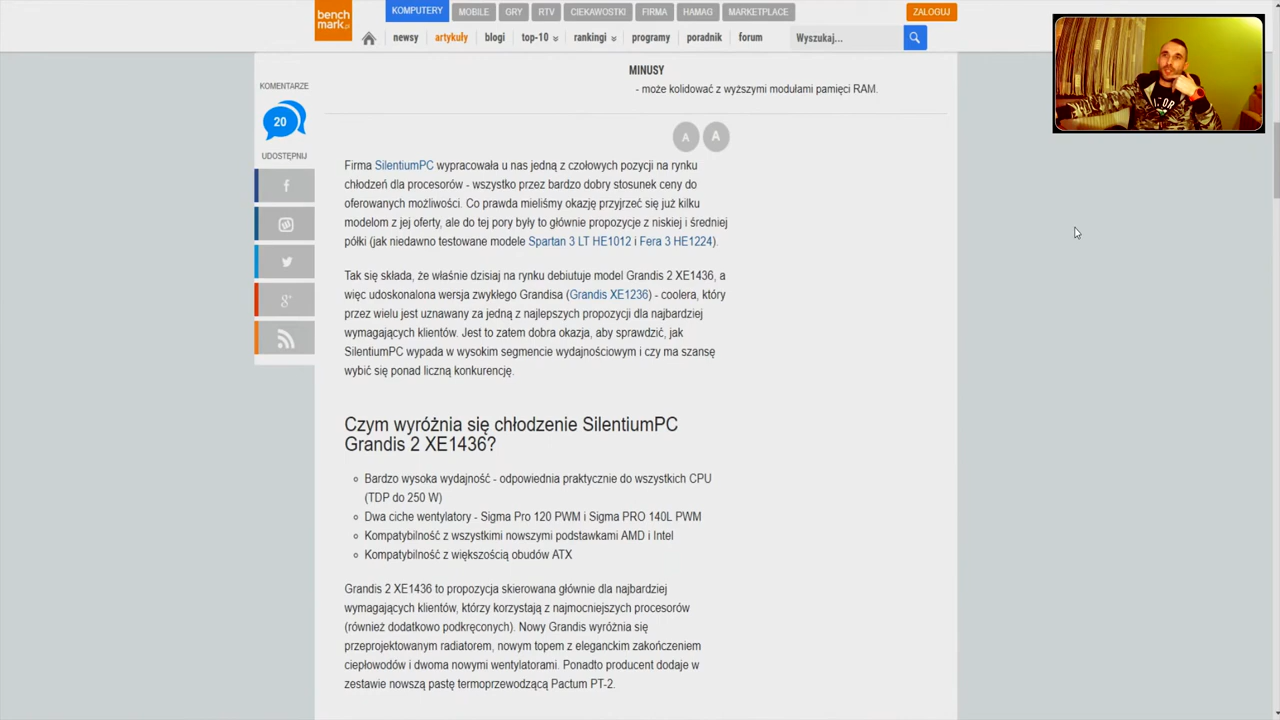 bench
mark.pl
KOMPUTERY MOBILE GRY RTV CIEKAWOSTKI FIRMA HAMAG MARKETPLACE ZALOGUJ
newsy artykuły blogi top-10 rankingi programy poradnik forum Wyszukaj...
KOMENTARZE
20
UDOSTĘPNIJ
MINUSY
- może kolidować z wyższymi modułami pamięci RAM.
A A
Firma SilentiumPC wypracowała u nas jedną z czołowych pozycji na rynku
chłodzeń dla procesorów - wszystko przez bardzo dobry stosunek ceny do
oferowanych możliwości. Co prawda mieliśmy okazję przyjrzeć się już kilku
modelom z jej oferty, ale do tej pory były to głównie propozycje z niskiej i średniej
półki (jak niedawno testowane modele Spartan 3 LT HE1012 i Fera 3 HE1224).
Tak się składa, że właśnie dzisiaj na rynku debiutuje model Grandis 2 XE1436, a
więc udoskonalona wersja zwykłego Grandisa (Grandis XE1236) - coolera, który
przez wielu jest uznawany za jedną z najlepszych propozycji dla najbardziej
wymagających klientów. Jest to zatem dobra okazja, aby sprawdzić, jak
SilentiumPC wypada w wysokim segmencie wydajnościowym i czy ma szansę
wybić się ponad liczną konkurencję.
Czym wyróżnia się chłodzenie SilentiumPC
Grandis 2 XE1436?
Bardzo wysoka wydajność - odpowiednia praktycznie do wszystkich CPU
(TDP do 250 W)
Dwa ciche wentylatory - Sigma Pro 120 PWM i Sigma PRO 140L PWM
Kompatybilność z wszystkimi nowszymi podstawkami AMD i Intel
Kompatybilność z większością obudów ATX
Grandis 2 XE1436 to propozycja skierowana głównie dla najbardziej
wymagających klientów, którzy korzystają z najmocniejszych procesorów
(również dodatkowo podkręconych). Nowy Grandis wyróżnia się
przeprojektowanym radiatorem, nowym topem z eleganckim zakończeniem
ciepłowodów i dwoma nowymi wentylatorami. Ponadto producent dodaje w
zestawie nowszą pastę termoprzewodzącą Pactum PT-2.